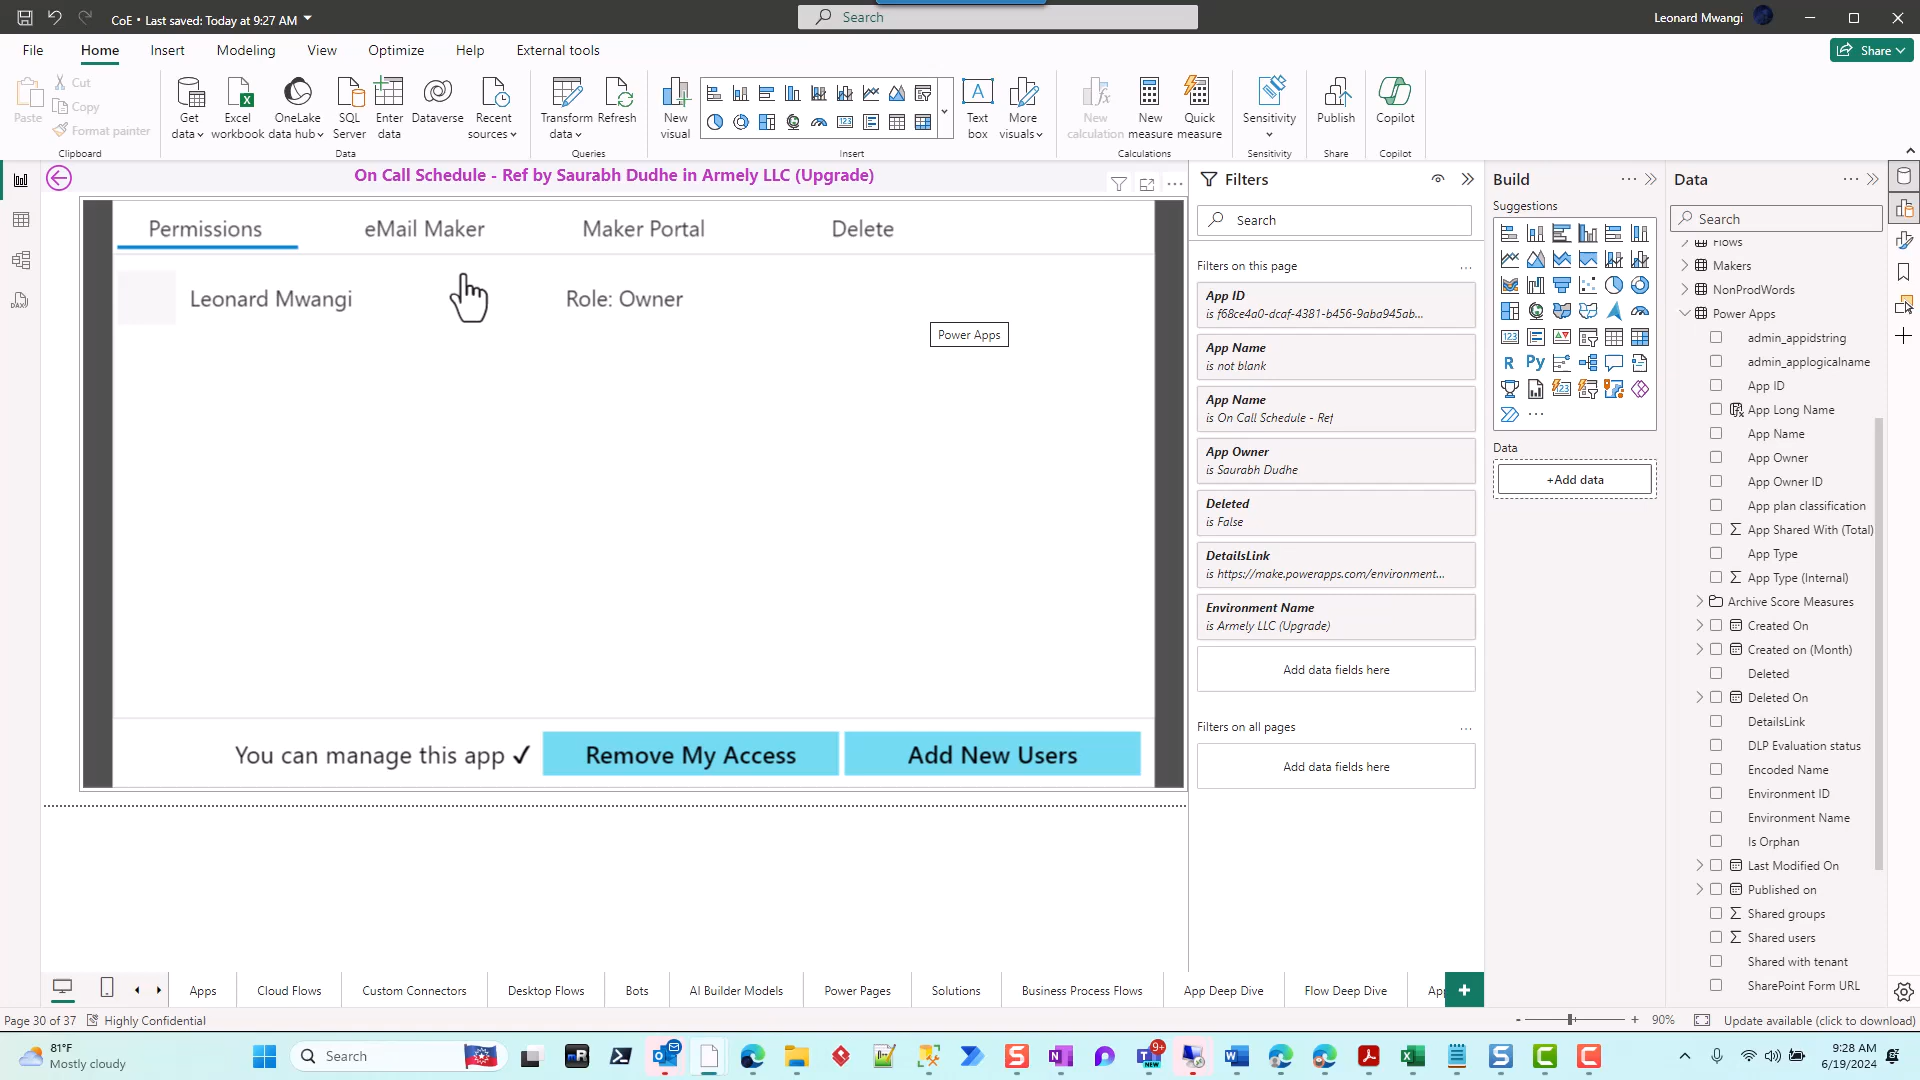 CoE • Last saved: Today at 9:27 AM
Search
Leonard Mwangi
File
Home
Insert
Modeling
View
Optimize
Help
External tools
Share
Paste
Cut
Copy
Format painter
Clipboard
Get data
Excel workbook
OneLake data hub
SQL Server
Enter data
Dataverse
Recent sources
Data
Transform data
Refresh
Queries
New visual
Text box
More visuals
Insert
New calculation
New measure
Quick measure
Calculations
Sensitivity
Sensitivity
Publish
Share
Copilot
Copilot
On Call Schedule - Ref by Saurabh Dudhe in Armely LLC (Upgrade)
Permissions
eMail Maker
Maker Portal
Delete
Leonard Mwangi
Role: Owner
Power Apps
You can manage this app ✓
Remove My Access
Add New Users
Filters
Search
Filters on this page
App ID
is f68ce4a0-dcaf-4381-b456-9aba945ab...
App Name
is not blank
App Name
is On Call Schedule - Ref
App Owner
is Saurabh Dudhe
Deleted
is False
DetailsLink
is https://make.powerapps.com/environment...
Environment Name
is Armely LLC (Upgrade)
Add data fields here
Filters on all pages
Add data fields here
Build
Suggestions
R
Py
Data
+Add data
Data
Search
Flows
Makers
NonProdWords
Power Apps
admin_appidstring
admin_applogicalname
App ID
App Long Name
App Name
App Owner
App Owner ID
App plan classification
App Shared With (Total)
App Type
App Type (Internal)
Archive Score Measures
Created On
Created on (Month)
Deleted
Deleted On
DetailsLink
DLP Evaluation status
Encoded Name
Environment ID
Environment Name
Is Orphan
Last Modified On
Published on
Shared groups
Shared users
Shared with tenant
SharePoint Form URL
Apps
Cloud Flows
Custom Connectors
Desktop Flows
Bots
AI Builder Models
Power Pages
Solutions
Business Process Flows
App Deep Dive
Flow Deep Dive
Ap
Page 30 of 37
Highly Confidential
90%
Update available (click to download)
81°F
Mostly cloudy
Search
9:28 AM
6/19/2024